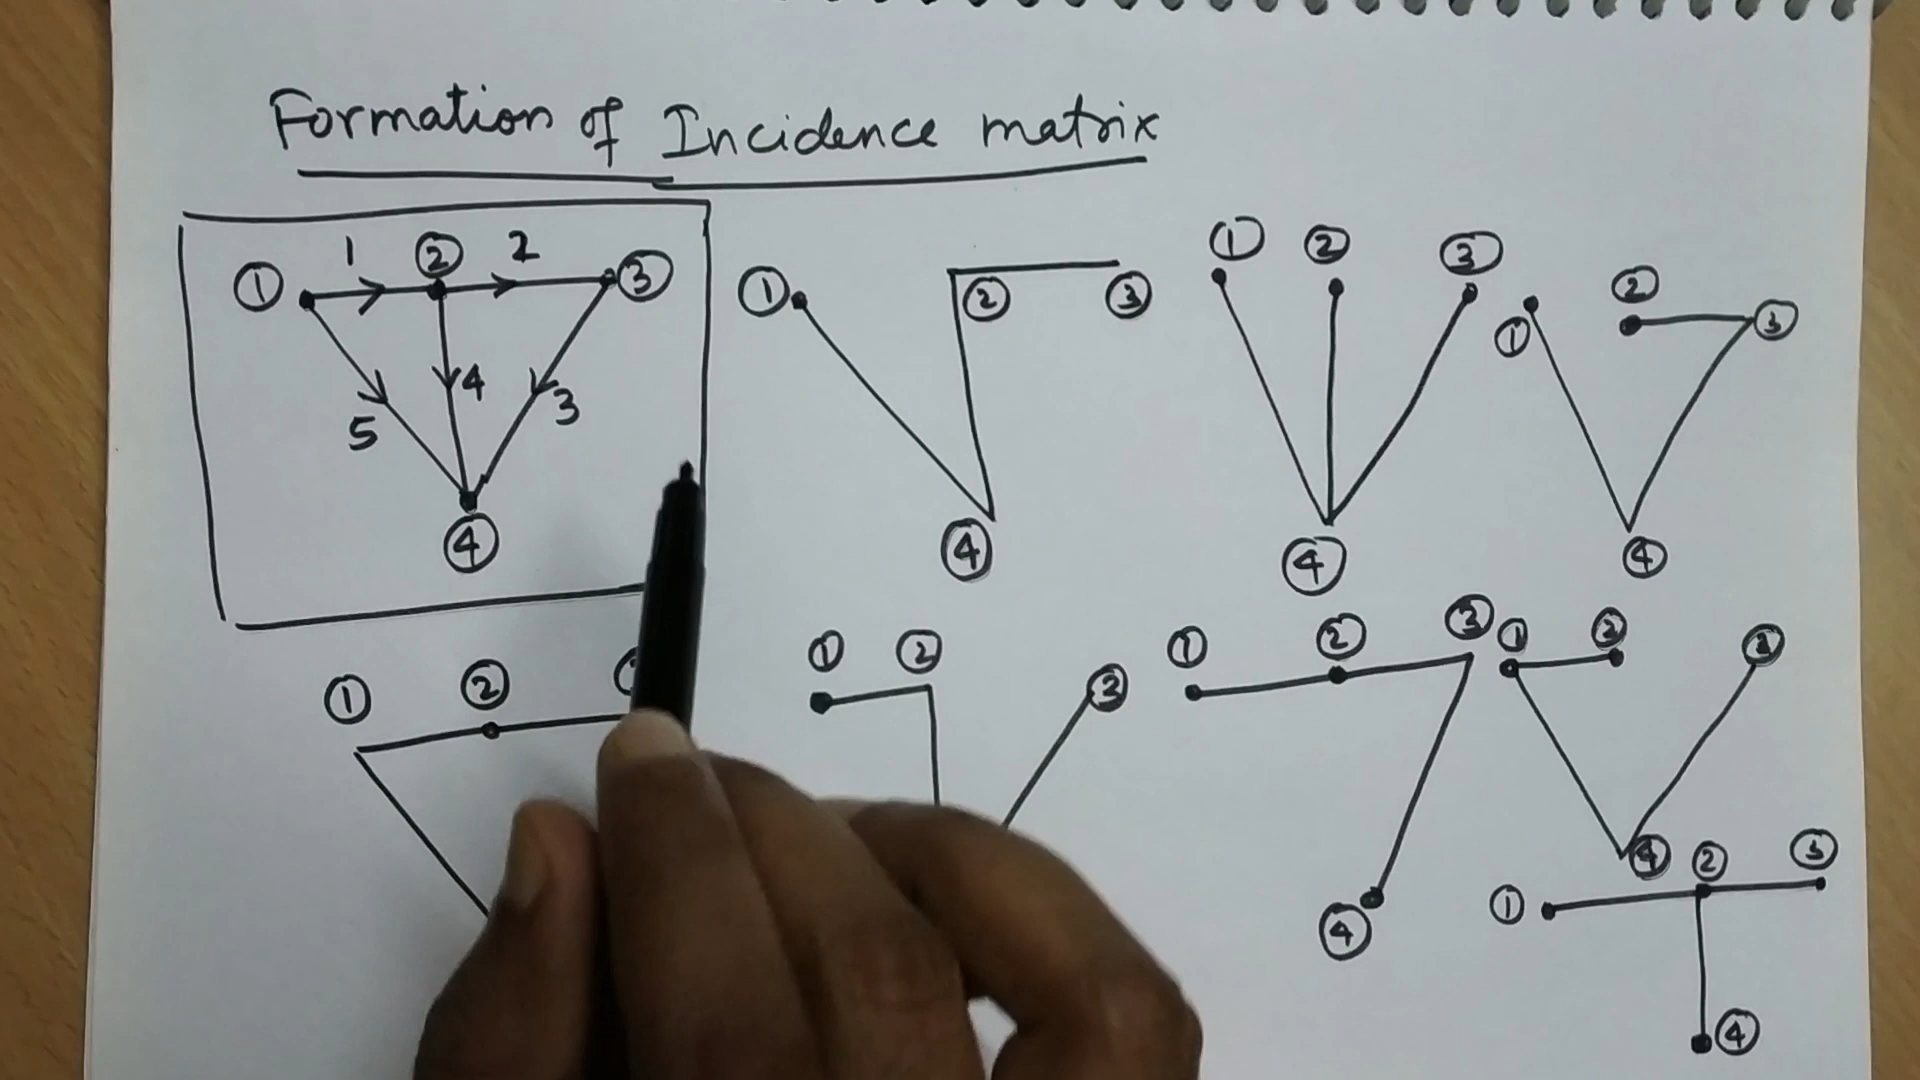 Formation of Incidence matrix
1 2
① ② ③
5 4 3
④
① ② ③
④
① ② ③
④
① ② ③
④
① ②
① ② ③
④
① ② ③
④
① ② ③
④
① ② ③
④